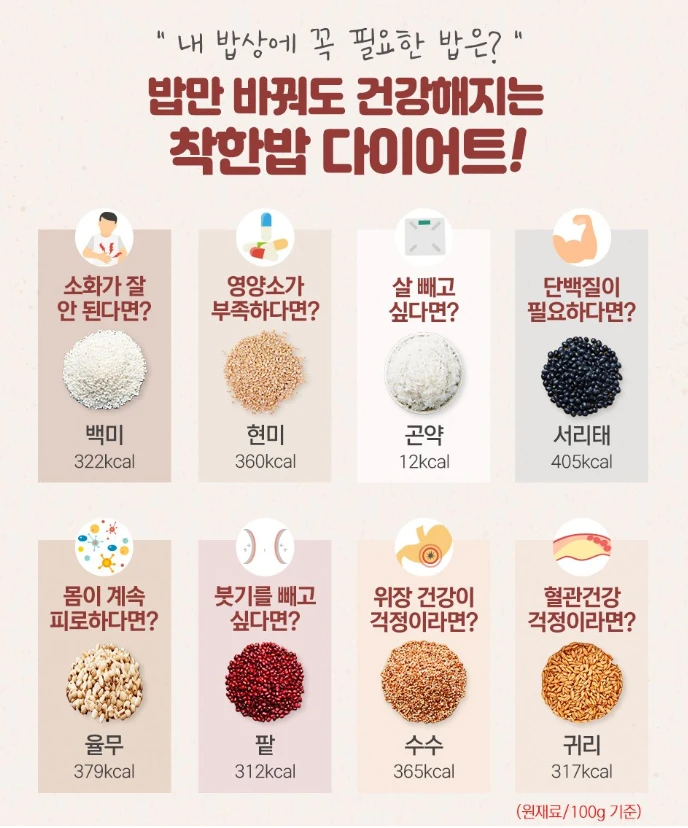 " 내 밥상에 꼭 필요한 밥은? "
밥만 바꿔도 건강해지는
착한밥 다이어트!
소화가 잘
안 된다면?
백미
322kcal
영양소가
부족하다면?
현미
360kcal
살 빼고
싶다면?
곤약
12kcal
단백질이
필요하다면?
서리태
405kcal
몸이 계속
피로하다면?
율무
379kcal
붓기를 빼고
싶다면?
팥
312kcal
위장 건강이
걱정이라면?
수수
365kcal
혈관건강
걱정이라면?
귀리
317kcal
(원재료/100g 기준)